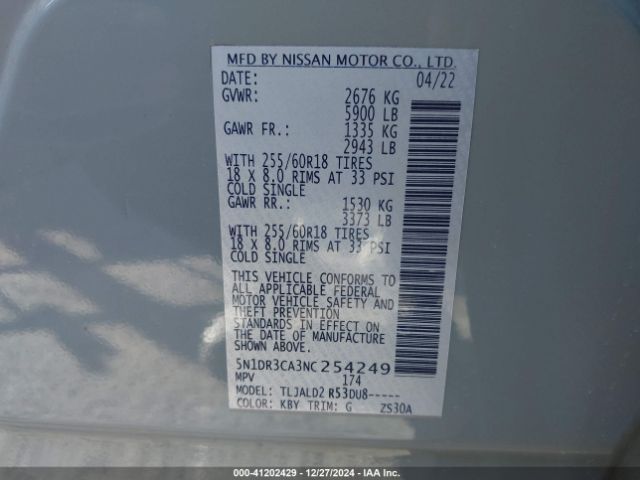 MFD BY NISSAN MOTOR CO., LTD.
DATE: 04/22
GVWR: 2676 KG
5900 LB
GAWR FR.: 1335 KG
2943 LB
WITH 255/60R18 TIRES
18 X 8.0 RIMS AT 33 PSI
COLD SINGLE
GAWR RR.: 1530 KG
3373 LB
WITH 255/60R18 TIRES
18 X 8.0 RIMS AT 33 PSI
COLD SINGLE
THIS VEHICLE CONFORMS TO
ALL APPLICABLE FEDERAL
MOTOR VEHICLE SAFETY AND
THEFT PREVENTION
STANDARDS IN EFFECT ON
THE DATE OF MANUFACTURE
SHOWN ABOVE.
5N1DR3CA3NC254249
MPV 174
MODEL: TLJALD2 R53DU8-----
COLOR: KBY TRIM: G ZS30A
000-41202429 - 12/27/2024 - IAA Inc.